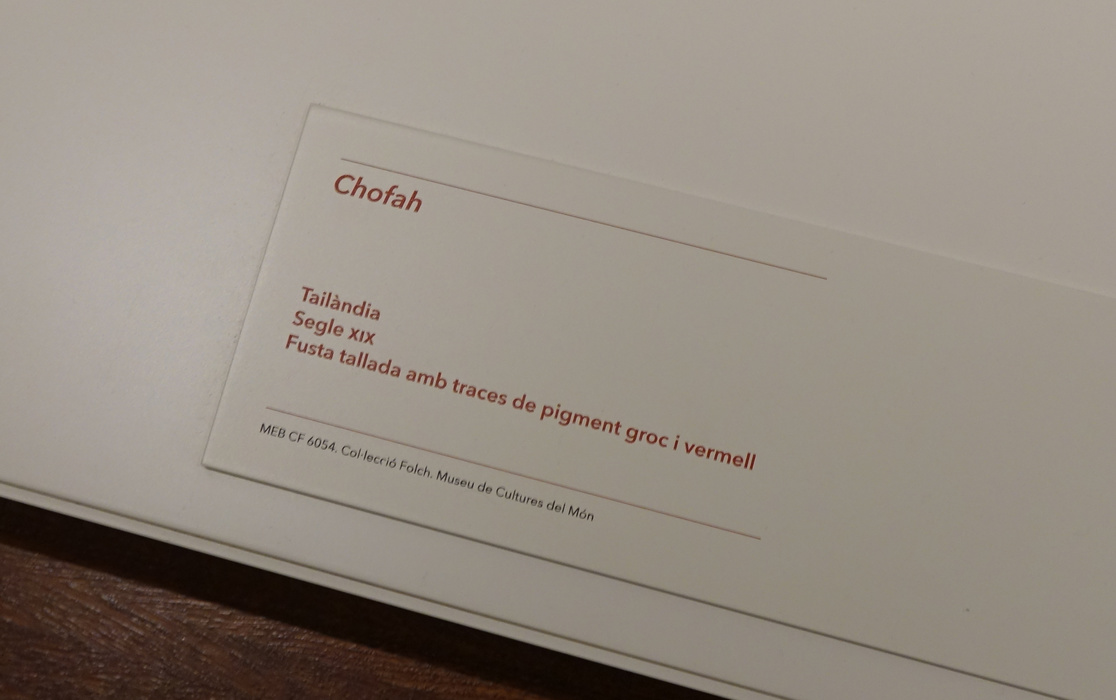 Chofah
Tailàndia
Segle XIX
Fusta tallada amb traces de pigment groc i vermell
MEB CF 6054. Col·lecció Folch. Museu de Cultures del Món